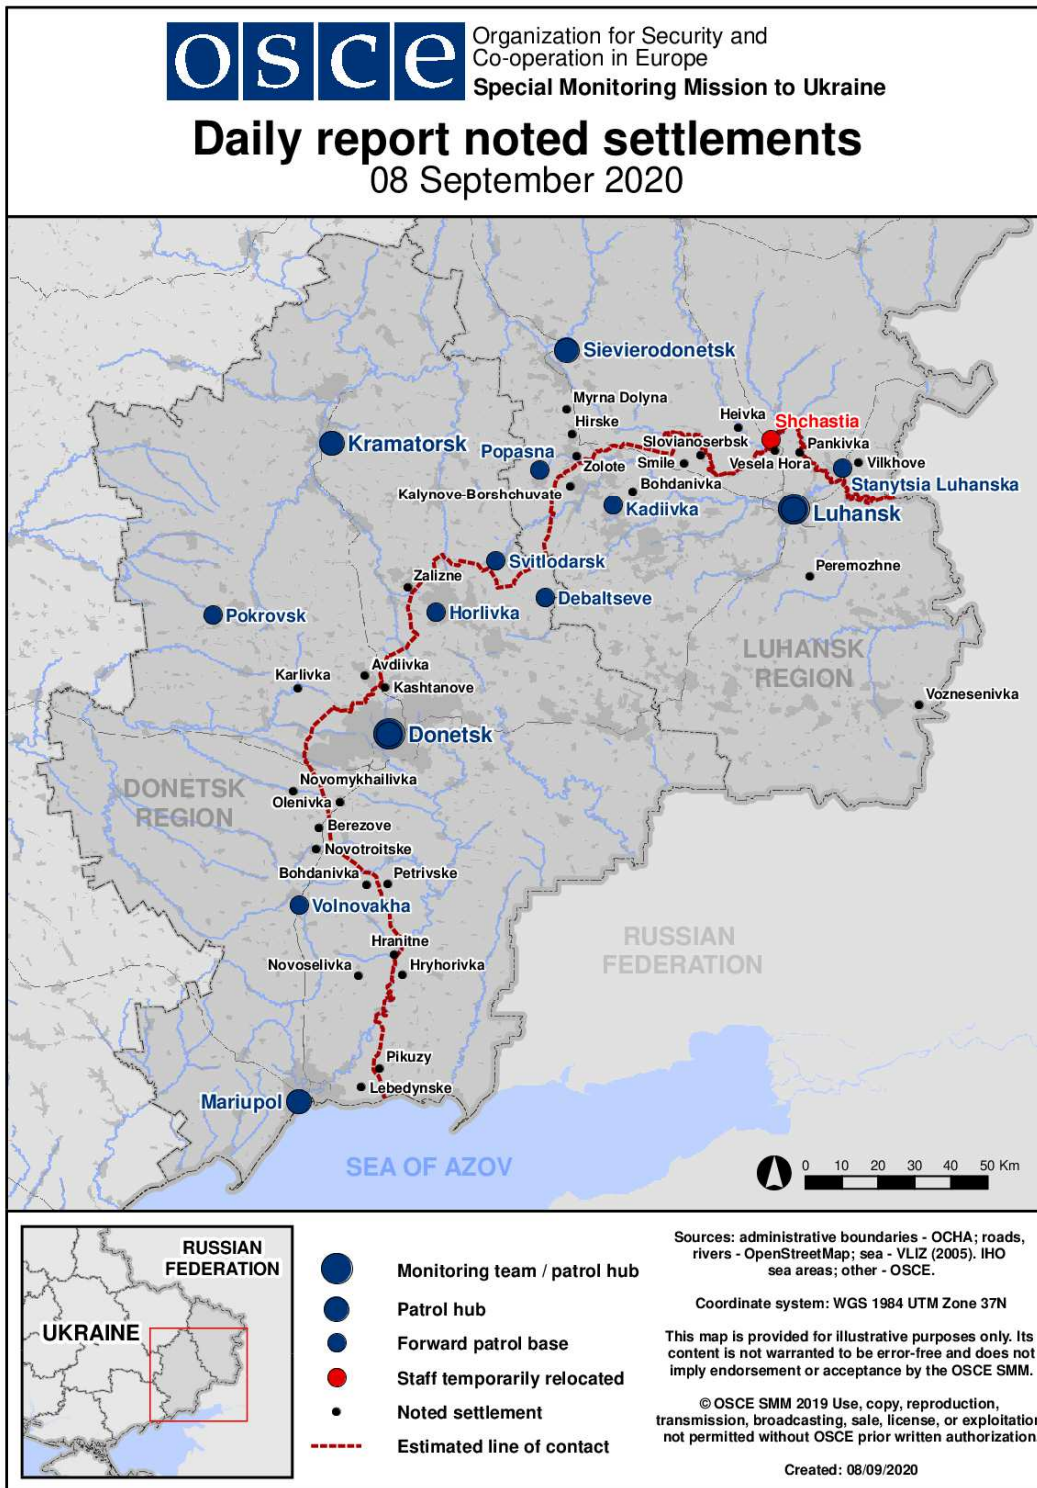 osce
Organization for Security and
Co-operation in Europe
Special Monitoring Mission to Ukraine
Daily report noted settlements
08 September 2020
Sievierodonetsk
Myrna Dolyna
Hirske
Heivka
Shchastia
Kramatorsk
Popasna
Slovianoserbsk
Pankivka
Zolote
Smile
Vesela Hora
Vilkhove
Kalynove-Borshchuvate
Bohdanivka
Stanytsia Luhanska
Kadiivka
Luhansk
Svitlodarsk
Zalizne
Peremozhne
Debaltseve
Horlivka
Pokrovsk
LUHANSK
REGION
Avdiivka
Karlivka
Kashtanove
Voznesenivka
Donetsk
DONETSK
REGION
Novomykhailivka
Olenivka
Berezove
Novotroitske
Bohdanivka
Petrivske
Volnovakha
Hranitne
Novoselivka
Hryhorivka
RUSSIAN
FEDERATION
Pikuzy
Lebedynske
Mariupol
SEA OF AZOV
0 10 20 30 40 50 Km
RUSSIAN
FEDERATION
UKRAINE
Monitoring team / patrol hub
Patrol hub
Forward patrol base
Staff temporarily relocated
Noted settlement
Estimated line of contact
Sources: administrative boundaries - OCHA; roads,
rivers - OpenStreetMap; sea - VLIZ (2005). IHO
sea areas; other - OSCE.
Coordinate system: WGS 1984 UTM Zone 37N
This map is provided for illustrative purposes only. Its
content is not warranted to be error-free and does not
imply endorsement or acceptance by the OSCE SMM.
© OSCE SMM 2019 Use, copy, reproduction,
transmission, broadcasting, sale, license, or exploitation
not permitted without OSCE prior written authorization.
Created: 08/09/2020